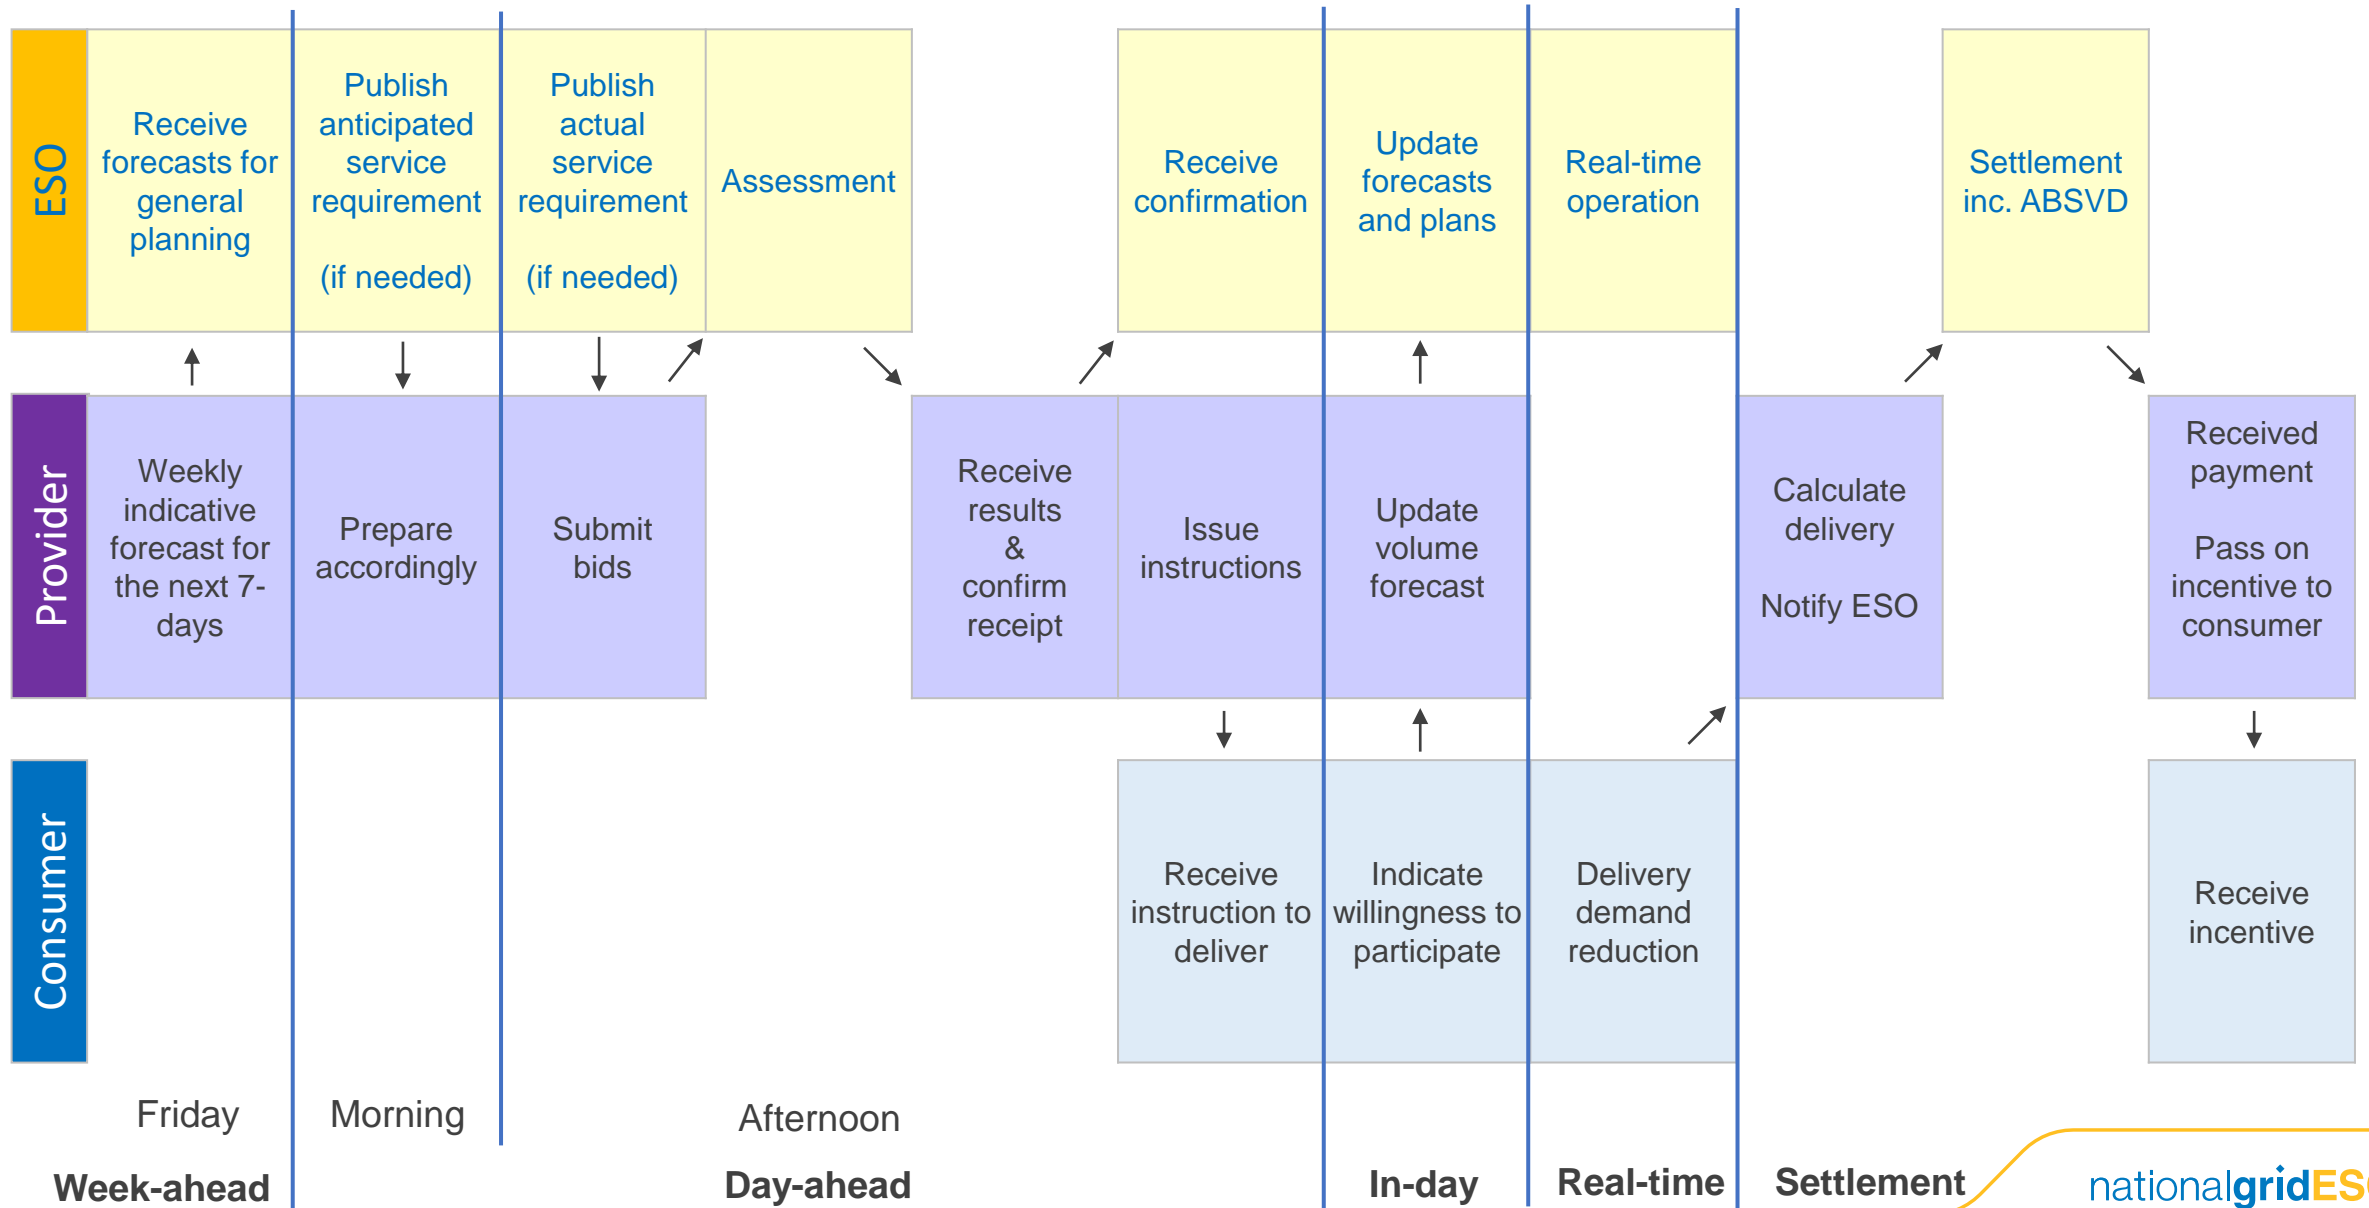 ESO
Receive
forecasts for
general
planning
Publish
anticipated
service
requirement
(if needed)
Publish
actual
service
requirement
(if needed)
Assessment
Receive
confirmation
Update
forecasts
and plans
Real-time
operation
Settlement
inc. ABSVD
Provider
Weekly
indicative
forecast for
the next 7-
days
Prepare
accordingly
Submit
bids
Receive
results
&
confirm
receipt
Issue
instructions
Update
volume
forecast
Calculate
delivery
Notify ESO
Received
payment
Pass on
incentive to
consumer
Consumer
Receive
instruction to
deliver
Indicate
willingness to
participate
Delivery
demand
reduction
Receive
incentive
Friday
Morning
Afternoon
Week-ahead
Day-ahead
In-day
Real-time
Settlement
nationalgridESO